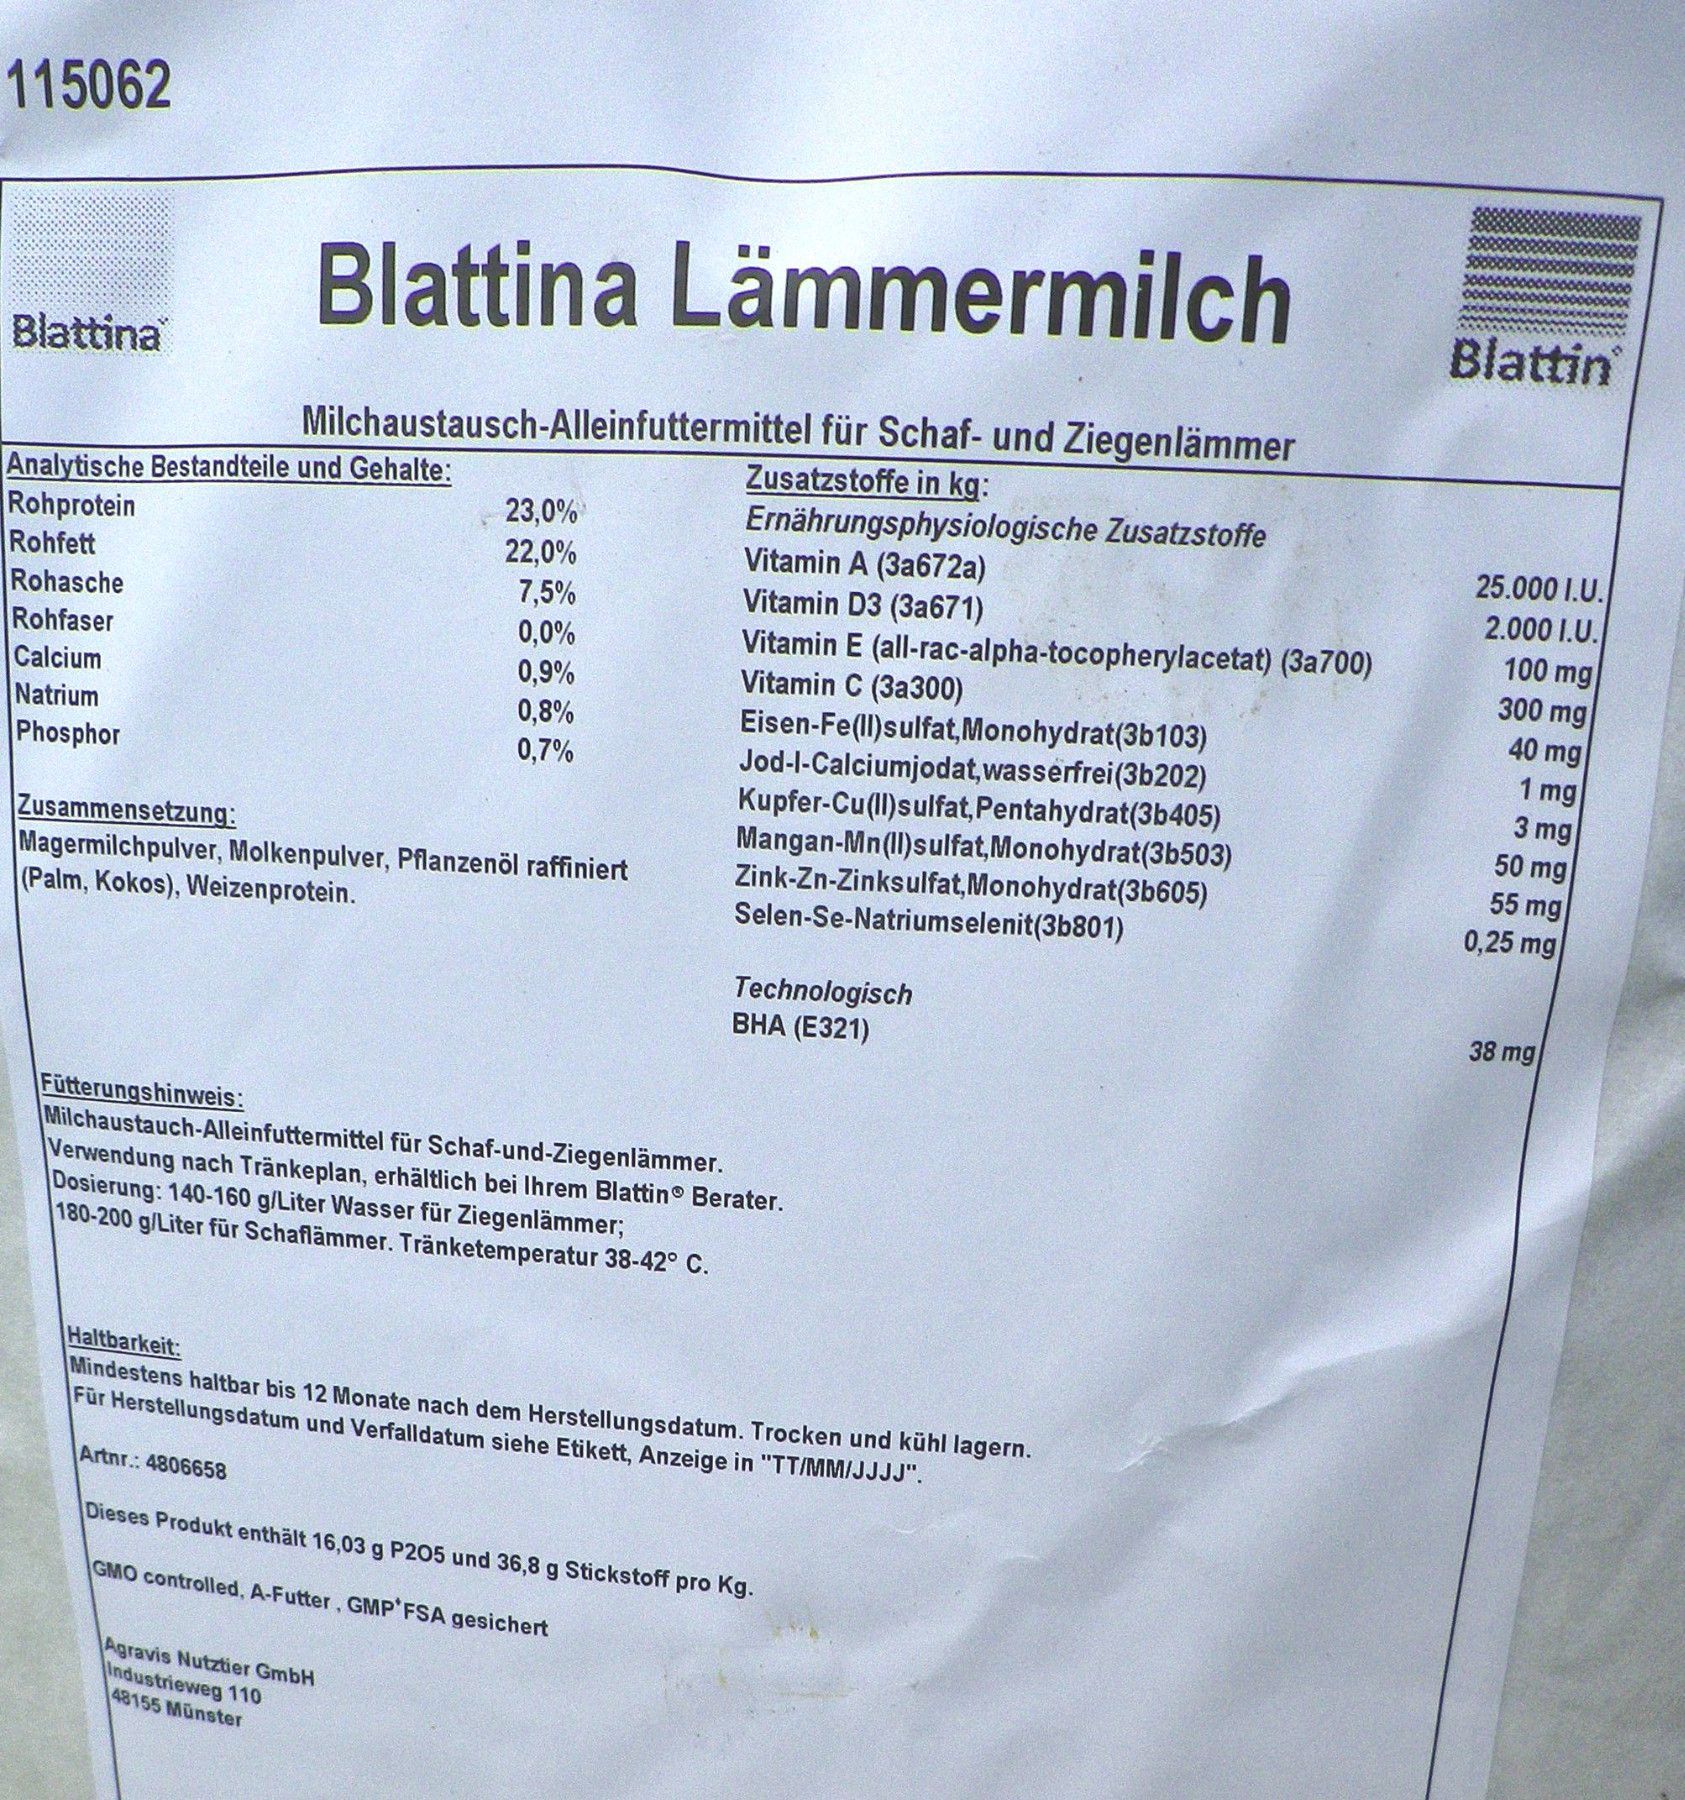 115062
Blattina
Blattina Lämmermilch
Blattin®
Milchaustausch-Alleinfuttermittel für Schaf- und Ziegenlämmer
Analytische Bestandteile und Gehalte:
Rohprotein 23,0%
Rohfett 22,0%
Rohasche 7,5%
Rohfaser 0,0%
Calcium 0,9%
Natrium 0,8%
Phosphor 0,7%
Zusammensetzung:
Magermilchpulver, Molkenpulver, Pflanzenöl raffiniert
(Palm, Kokos), Weizenprotein.
Zusatzstoffe in kg:
Ernährungsphysiologische Zusatzstoffe
Vitamin A (3a672a) 25.000 I.U.
Vitamin D3 (3a671) 2.000 I.U.
Vitamin E (all-rac-alpha-tocopherylacetat) (3a700) 100 mg
Vitamin C (3a300) 300 mg
Eisen-Fe(II)sulfat,Monohydrat(3b103) 40 mg
Jod-I-Calciumjodat,wasserfrei(3b202) 1 mg
Kupfer-Cu(II)sulfat,Pentahydrat(3b405) 3 mg
Mangan-Mn(II)sulfat,Monohydrat(3b503) 50 mg
Zink-Zn-Zinksulfat,Monohydrat(3b605) 55 mg
Selen-Se-Natriumselenit(3b801) 0,25 mg
Technologisch
BHA (E321) 38 mg
Fütterungshinweis:
Milchaustauch-Alleinfuttermittel für Schaf-und-Ziegenlämmer.
Verwendung nach Tränkeplan, erhältlich bei Ihrem Blattin® Berater.
Dosierung: 140-160 g/Liter Wasser für Ziegenlämmer;
180-200 g/Liter für Schaflämmer. Tränketemperatur 38-42° C.
Haltbarkeit:
Mindestens haltbar bis 12 Monate nach dem Herstellungsdatum. Trocken und kühl lagern.
Für Herstellungsdatum und Verfalldatum siehe Etikett, Anzeige in "TT/MM/JJJJ".
Artnr.: 4806658
Dieses Produkt enthält 16,03 g P2O5 und 36,8 g Stickstoff pro Kg.
GMO controlled, A-Futter , GMP+FSA gesichert
Agravis Nutztier GmbH
Industrieweg 110
48155 Münster